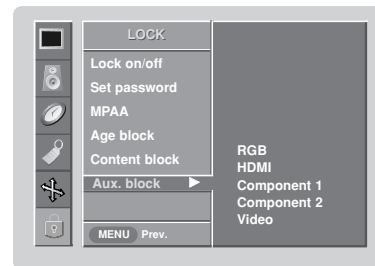 LOCK
Lock on/off
Set password
MPAA
Age block
Content block
Aux. block
RGB
HDMI
Component 1
Component 2
Video
MENU Prev.